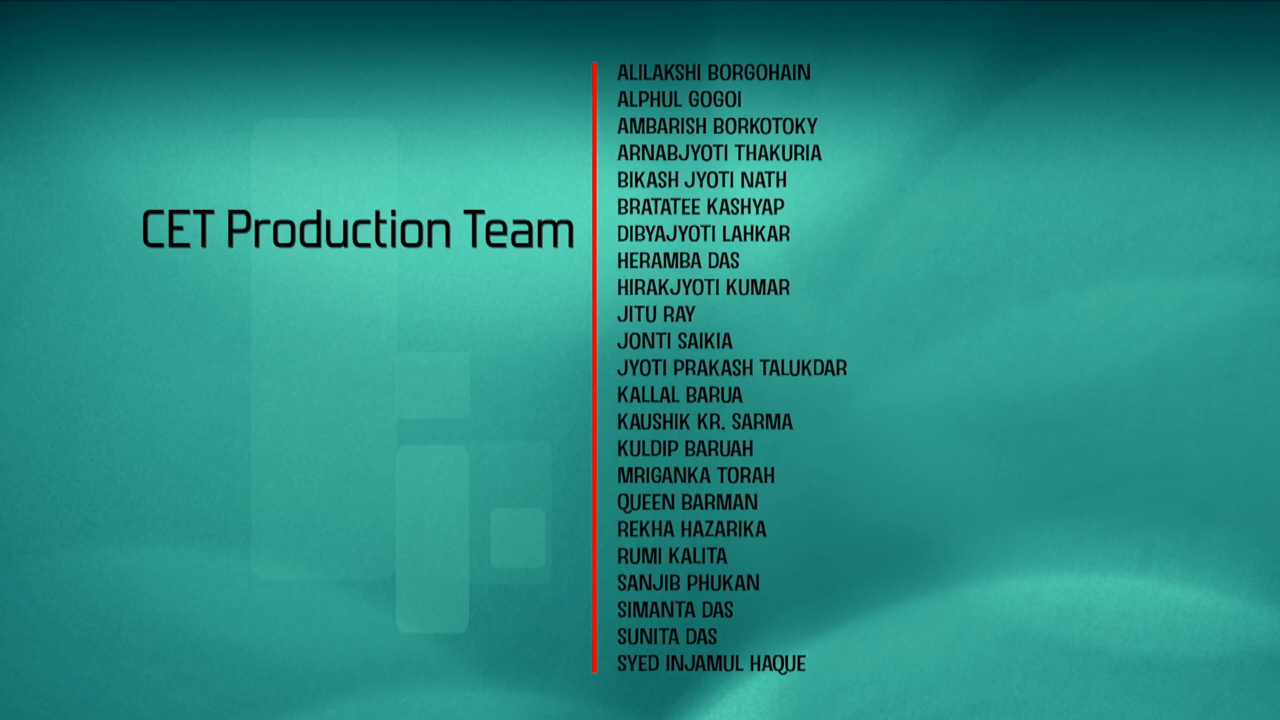 CET Production Team
ALILAKSHI BORGOHAIN
ALPHUL GOGOI
AMBARISH BORKOTOKY
ARNABJYOTI THAKURIA
BIKASH JYOTI NATH
BRATATEE KASHYAP
DIBYAJYOTI LAHKAR
HERAMBA DAS
HIRAKJYOTI KUMAR
JITU RAY
JONTI SAIKIA
JYOTI PRAKASH TALUKDAR
KALLAL BARUA
KAUSHIK KR. SARMA
KULDIP BARUAH
MRIGANKA TORAH
QUEEN BARMAN
REKHA HAZARIKA
RUMI KALITA
SANJIB PHUKAN
SIMANTA DAS
SUNITA DAS
SYED INJAMUL HAQUE